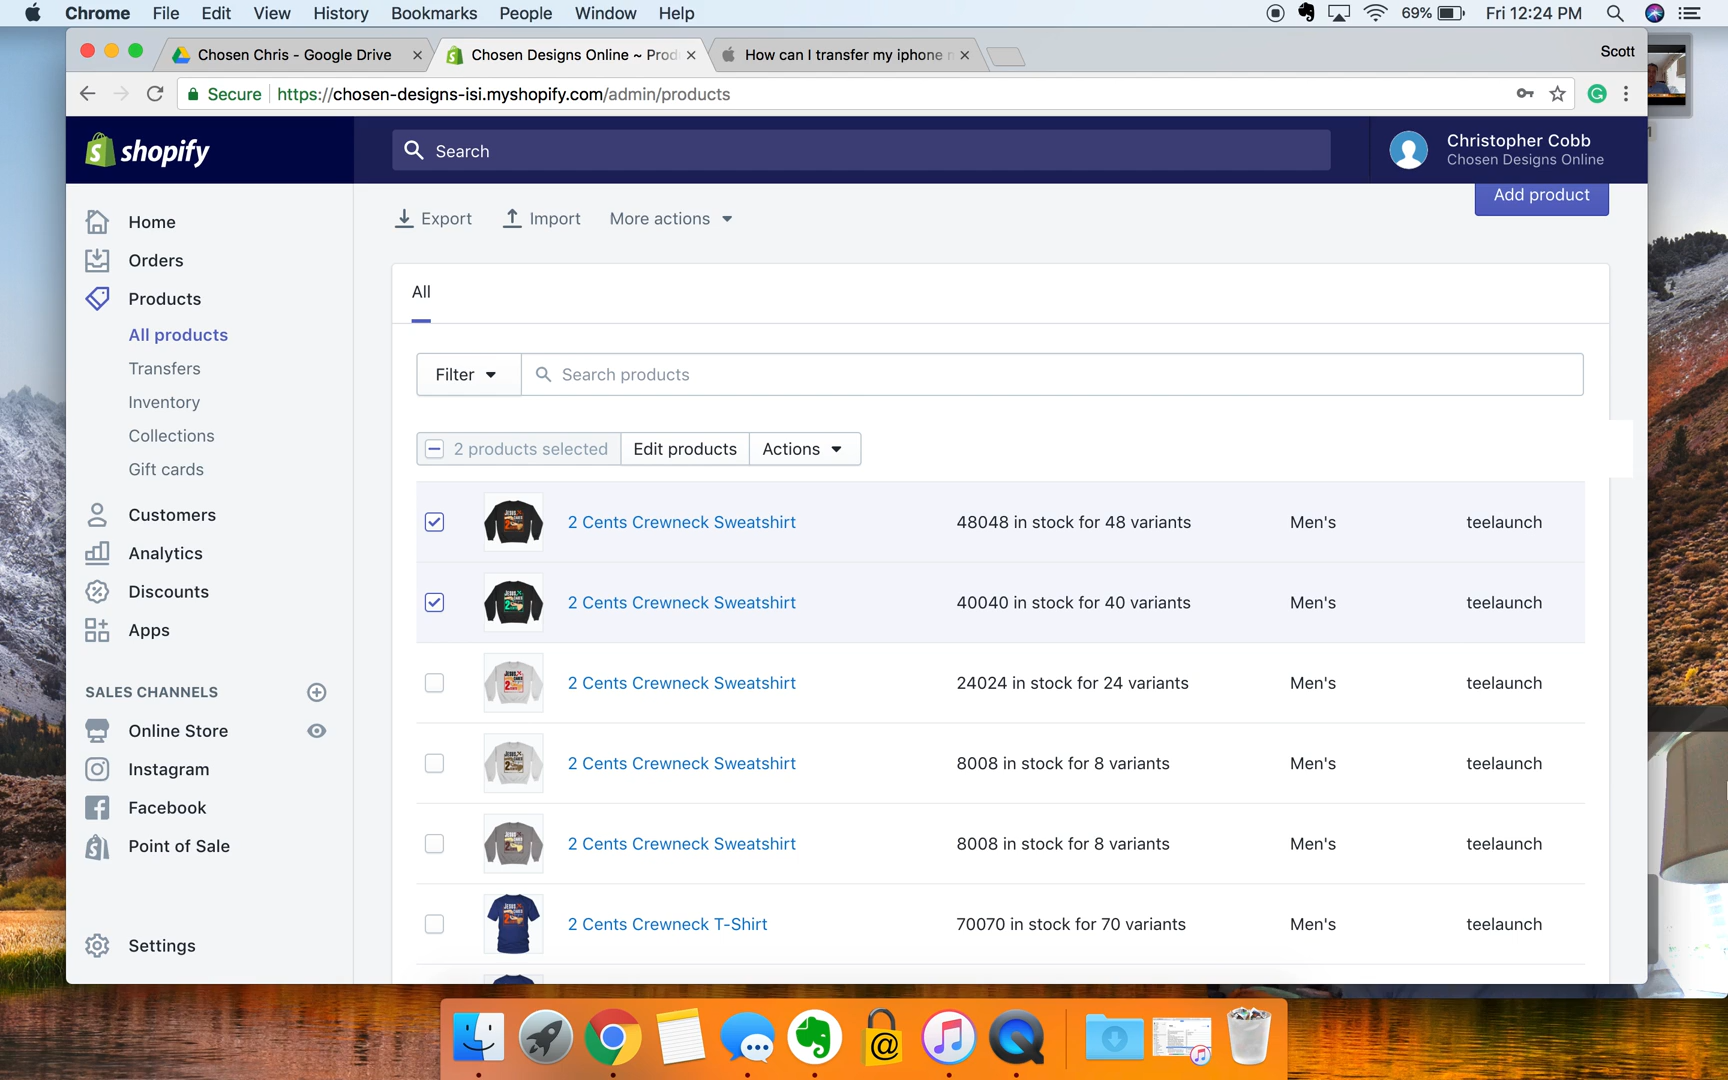 Chrome File Edit View History Bookmarks People Window Help 69% Fri 12:24 PM
Chosen Chris - Google Drive Chosen Designs Online ~ Prod How can I transfer my iphone Scott
Secure https://chosen-designs-isi.myshopify.com/admin/products
shopify Search Christopher Cobb
Chosen Designs Online
Home
Orders
Products
All products
Transfers
Inventory
Collections
Gift cards
Customers
Analytics
Discounts
Apps
SALES CHANNELS
Online Store
Instagram
Facebook
Point of Sale
Settings
Export Import More actions Add product
All
Filter Search products
2 products selected Edit products Actions
2 Cents Crewneck Sweatshirt 48048 in stock for 48 variants Men's teelaunch
2 Cents Crewneck Sweatshirt 40040 in stock for 40 variants Men's teelaunch
2 Cents Crewneck Sweatshirt 24024 in stock for 24 variants Men's teelaunch
2 Cents Crewneck Sweatshirt 8008 in stock for 8 variants Men's teelaunch
2 Cents Crewneck Sweatshirt 8008 in stock for 8 variants Men's teelaunch
2 Cents Crewneck T-Shirt 70070 in stock for 70 variants Men's teelaunch